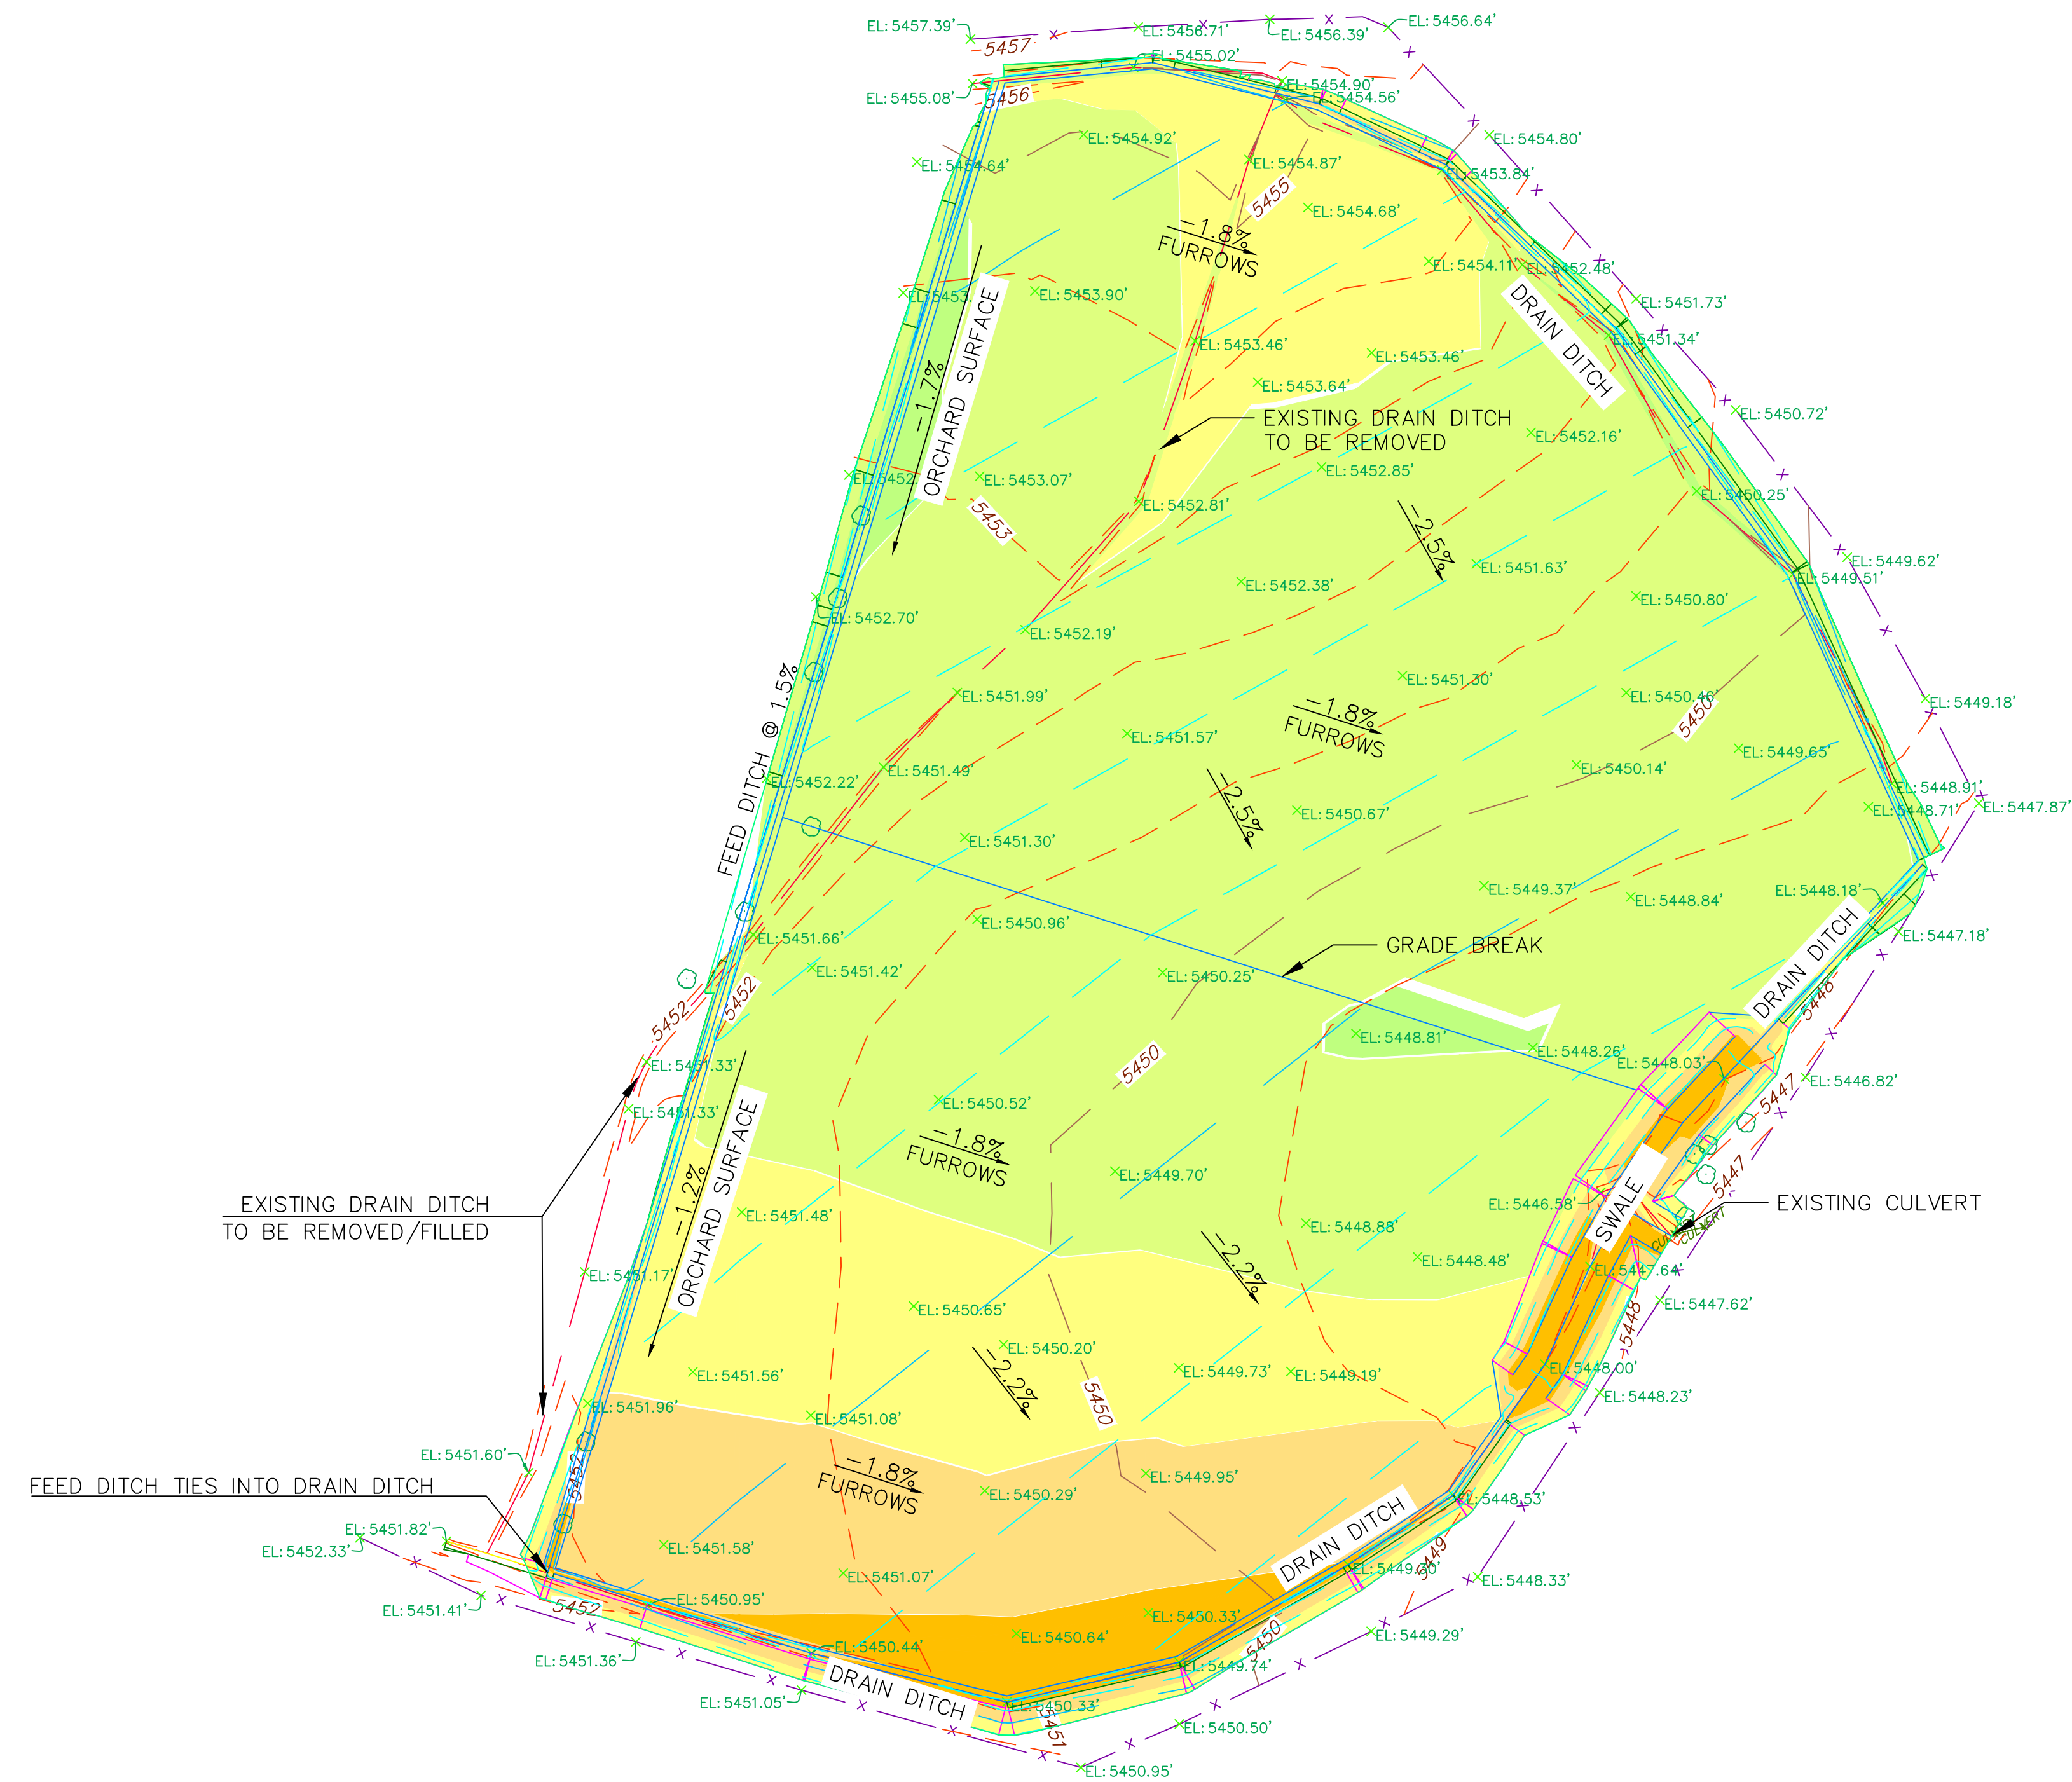 EL: 5457.39'
EL: 5456.71'
EL: 5456.39'
EL: 5456.64'
5457
EL: 5455.02'
EL: 5455.08'
5456
EL: 5454.90'
EL: 5454.56'
EL: 5454.92'
EL: 5454.80'
EL: 5454.64'
EL: 5454.87'
EL: 5453.84'
5455
EL: 5454.68'
-1.8%
FURROWS
EL: 5454.11'
EL: 5452.48'
EL: 5453.
EL: 5453.90'
EL: 5451.73'
DRAIN DITCH
EL: 5453.46'
EL: 5453.46'
EL: 5451.34'
-1.7%
ORCHARD SURFACE
EL: 5453.64'
EXISTING DRAIN DITCH
TO BE REMOVED
EL: 5450.72'
EL: 5452.16'
EL: 5452.
EL: 5453.07'
EL: 5452.85'
EL: 5452.81'
EL: 5450.25'
5453
-2.5%
EL: 5451.63'
EL: 5449.62'
EL: 5449.51'
EL: 5452.38'
EL: 5450.80'
EL: 5452.70'
EL: 5452.19'
FEED DITCH @ 1.5%
EL: 5451.99'
EL: 5451.30'
EL: 5450.46'
EL: 5449.18'
-1.8%
FURROWS
5450
EL: 5451.57'
EL: 5449.65'
EL: 5452.22'
EL: 5451.49'
EL: 5450.14'
EL: 5448.91'
-2.5%
EL: 5450.67'
EL: 5448.71'
EL: 5447.87'
EL: 5451.30'
EL: 5449.37'
EL: 5448.84'
EL: 5448.18'
EL: 5450.96'
EL: 5451.66'
GRADE BREAK
EL: 5447.18'
EL: 5451.42'
EL: 5450.25'
DRAIN DITCH
5452
5452
5448
EL: 5448.81'
EL: 5448.26'
EL: 5451.33'
5450
EL: 5448.03'
EL: 5446.82'
5447
EL: 5451.33'
EL: 5450.52'
-1.8%
FURROWS
EL: 5449.70'
5447
EXISTING DRAIN DITCH
TO BE REMOVED/FILLED
-1.2%
ORCHARD SURFACE
EL: 5451.48'
EL: 5448.88'
EL: 5446.58'
SWALE
EXISTING CULVERT
CULVERT
EL: 5451.17'
-2.2%
EL: 5448.48'
EL: 5447.64'
EL: 5450.65'
EL: 5447.62'
5448
EL: 5450.20'
EL: 5451.56'
-2.2%
EL: 5449.73'
EL: 5449.19'
EL: 5448.00'
EL: 5448.23'
EL: 5451.96'
5450
EL: 5451.08'
EL: 5451.60'
-1.8%
FURROWS
EL: 5449.95'
5452
FEED DITCH TIES INTO DRAIN DITCH
EL: 5450.29'
EL: 5448.53'
EL: 5451.82'
EL: 5452.33'
EL: 5451.58'
DRAIN DITCH
5449
EL: 5451.07'
EL: 5448.33'
EL: 5451.41'
5452
EL: 5450.95'
EL: 5450.33'
EL: 5450.64'
5450
EL: 5449.29'
EL: 5451.36'
EL: 5450.44'
EL: 5449.74'
DRAIN DITCH
EL: 5451.05'
EL: 5450.33'
5451
EL: 5450.50'
EL: 5450.95'